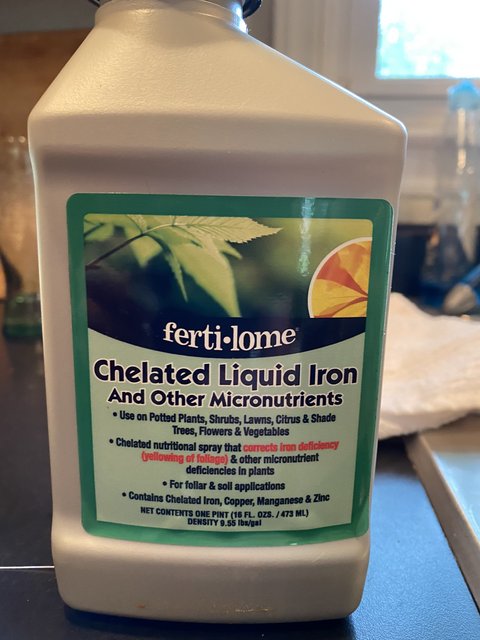 ferti•lome®
Chelated Liquid Iron
And Other Micronutrients
• Use on Potted Plants, Shrubs, Lawns, Citrus & Shade
Trees, Flowers & Vegetables
• Chelated nutritional spray that corrects iron deficiency
(yellowing of foliage) & other micronutrient
deficiencies in plants
• For foliar & soil applications
• Contains Chelated Iron, Copper, Manganese & Zinc
NET CONTENTS ONE PINT (16 FL. OZS. / 473 ML)
DENSITY 9.55 lbs/gal